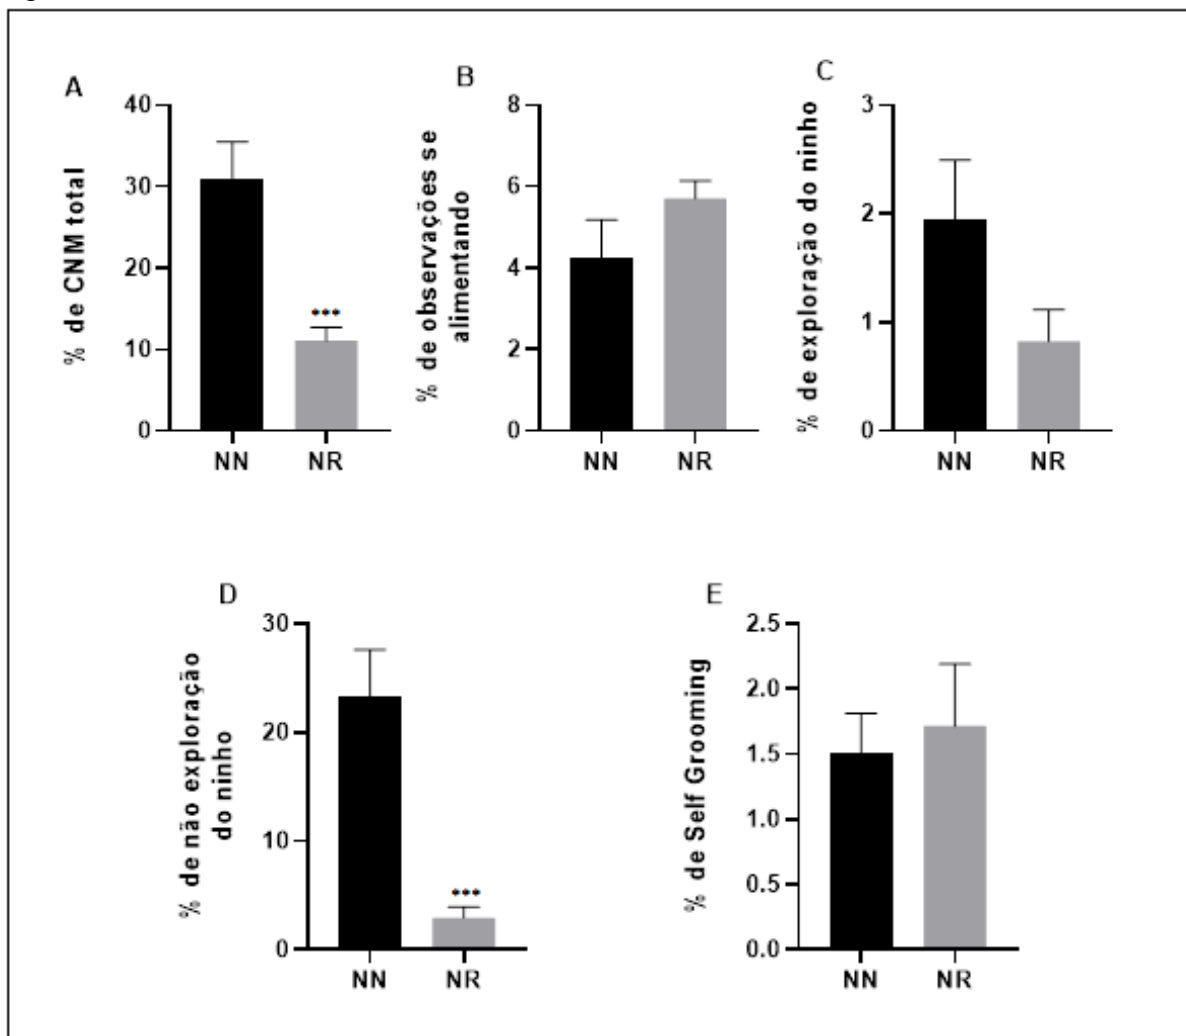 A
% de CNM total
40
30
20
10
0
***
NN NR
B
% de observações se
alimentando
8
6
4
2
0
NN NR
C
% de exploração do ninho
3
2
1
0
NN NR
D
% de não exploração
do ninho
30
20
10
0
***
NN NR
E
% de Self Grooming
2.5
2.0
1.5
1.0
0.5
0.0
NN NR